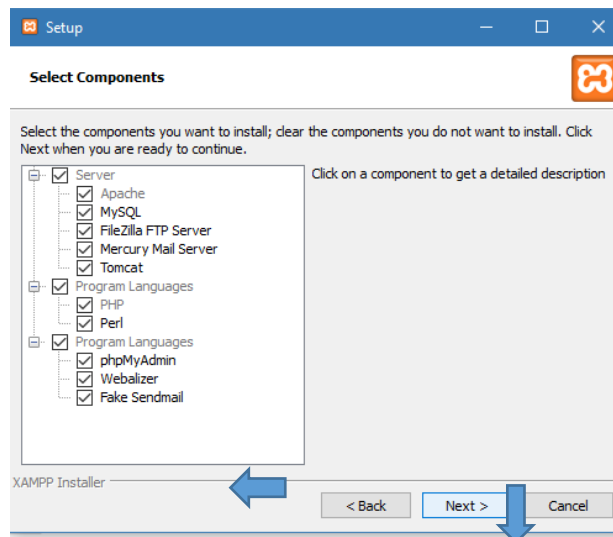 Setup
Select Components
Select the components you want to install; clear the components you do not want to install. Click
Next when you are ready to continue.
Server
Apache
MySQL
FileZilla FTP Server
Mercury Mail Server
Tomcat
Program Languages
PHP
Perl
Program Languages
phpMyAdmin
Webalizer
Fake Sendmail
Click on a component to get a detailed description
XAMPP Installer
< Back Next > Cancel